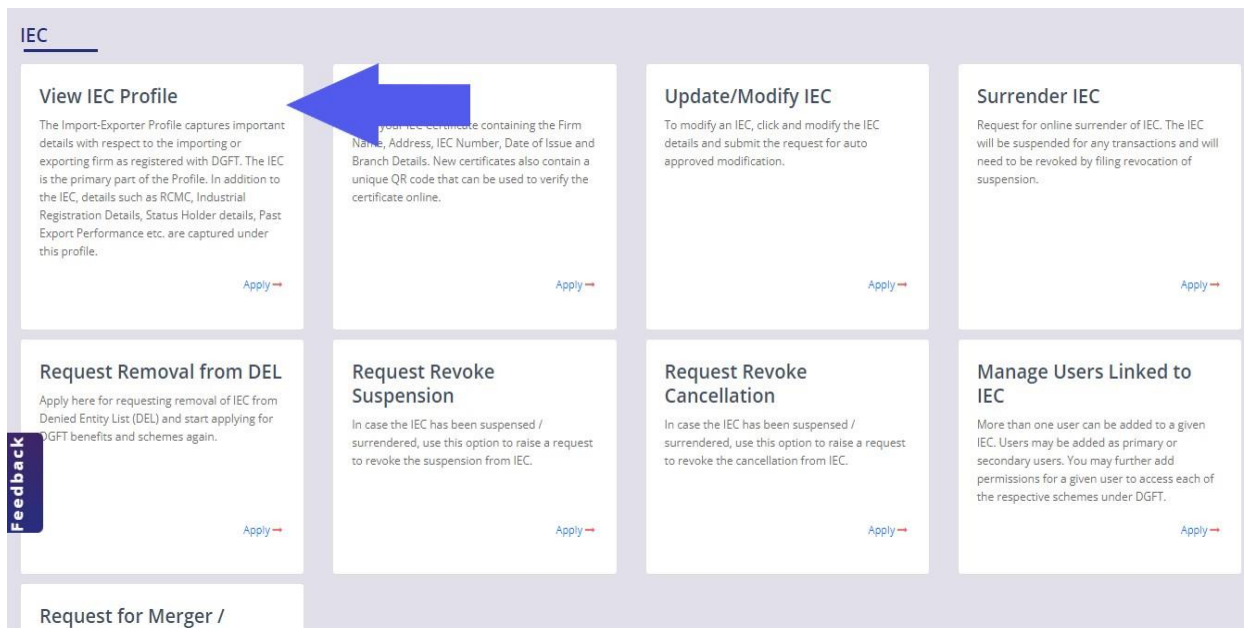 IEC
View IEC Profile
The Import-Exporter Profile captures important
details with respect to the importing or
exporting firm as registered with DGFT. The IEC
is the primary part of the Profile. In addition to
the IEC, details such as RCMC, Industrial
Registration Details, Status Holder details, Past
Export Performance etc. are captured under
this profile.
Apply
your IEC Certificate containing the Firm
Name, Address, IEC Number, Date of Issue and
Branch Details. New certificates also contain a
unique QR code that can be used to verify the
certificate online.
Apply
Update/Modify IEC
To modify an IEC, click and modify the IEC
details and submit the request for auto
approved modification.
Apply
Surrender IEC
Request for online surrender of IEC. The IEC
will be suspended for any transactions and will
need to be revoked by filing revocation of
suspension.
Apply
Request Removal from DEL
Apply here for requesting removal of IEC from
Denied Entity List (DEL) and start applying for
DGFT benefits and schemes again.
Apply
Request Revoke
Suspension
In case the IEC has been suspended /
surrendered, use this option to raise a request
to revoke the suspension from IEC.
Apply
Request Revoke
Cancellation
In case the IEC has been suspended /
surrendered, use this option to raise a request
to revoke the cancellation from IEC.
Apply
Manage Users Linked to
IEC
More than one user can be added to a given
IEC. Users may be added as primary or
secondary users. You may further add
permissions for a given user to access each of
the respective schemes under DGFT.
Apply
Feedback
Request for Merger /